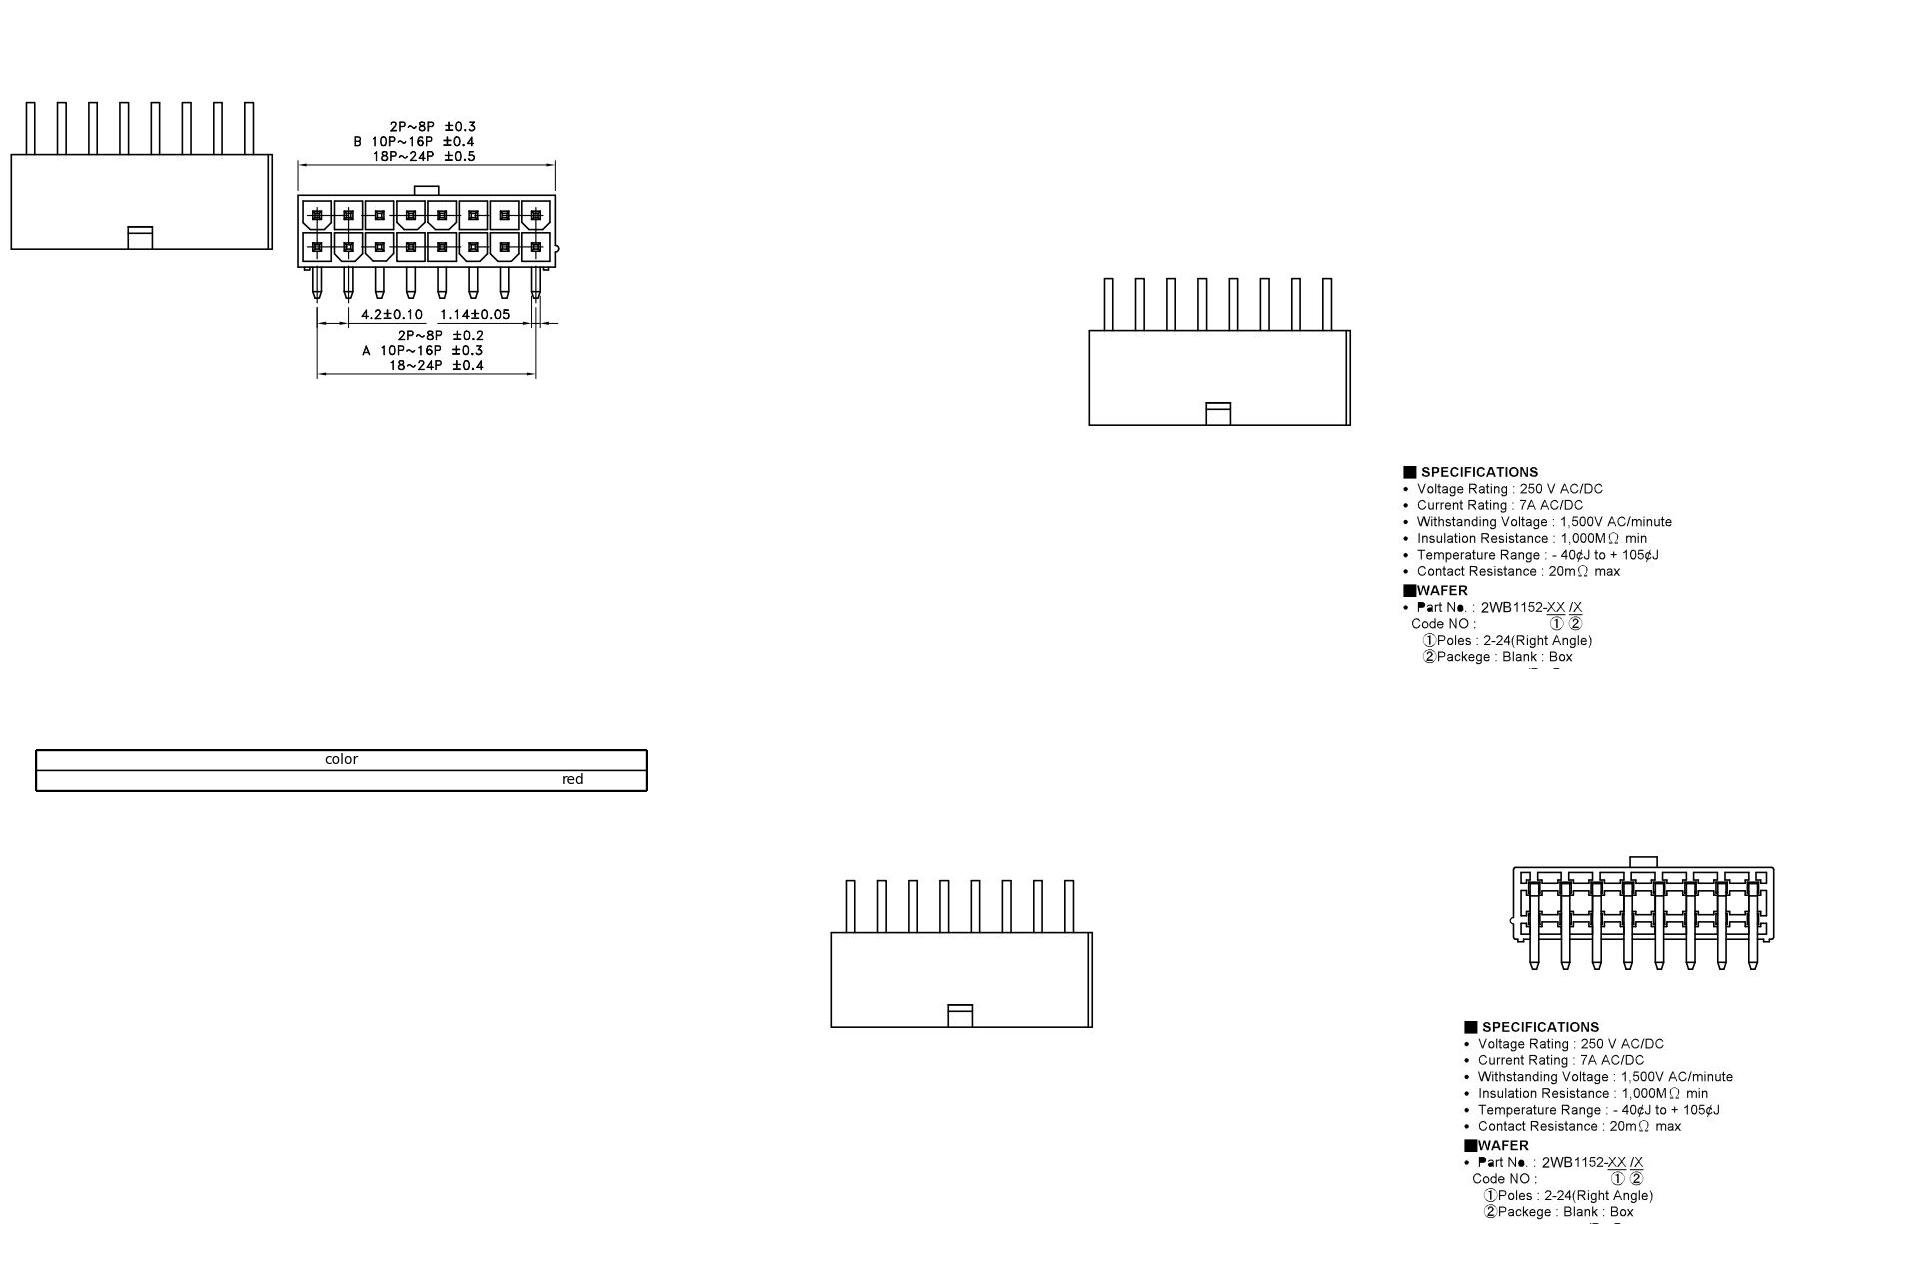 2P~8P ±0.3
B 10P~16P ±0.4
18P~24P ±0.5
4.2±0.10 1.14±0.05
2P~8P ±0.2
A 10P~16P ±0.3
18~24P ±0.4
■ SPECIFICATIONS
• Voltage Rating : 250 V AC/DC
• Current Rating : 7A AC/DC
• Withstanding Voltage : 1,500V AC/minute
• Insulation Resistance : 1,000MΩ min
• Temperature Range : - 40¢J to + 105¢J
• Contact Resistance : 20mΩ max
■WAFER
• Part No. : 2WB1152-XX /X
Code NO : ① ②
①Poles : 2-24(Right Angle)
②Packege : Blank : Box
color
red
■ SPECIFICATIONS
• Voltage Rating : 250 V AC/DC
• Current Rating : 7A AC/DC
• Withstanding Voltage : 1,500V AC/minute
• Insulation Resistance : 1,000MΩ min
• Temperature Range : - 40¢J to + 105¢J
• Contact Resistance : 20mΩ max
■WAFER
• Part No. : 2WB1152-XX /X
Code NO : ① ②
①Poles : 2-24(Right Angle)
②Packege : Blank : Box